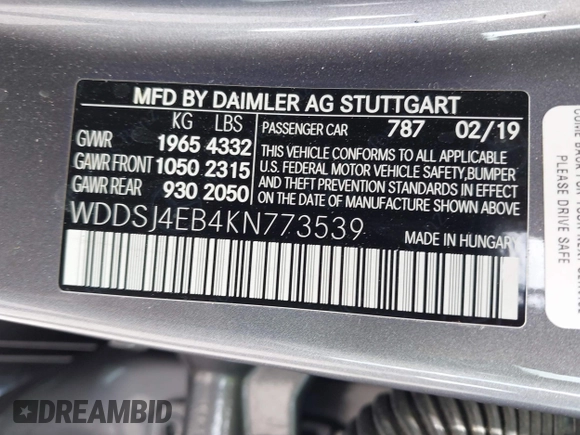 MFD BY DAIMLER AG STUTTGART
KG LBS
GVWR 1965 4332
GAWR FRONT 1050 2315
GAWR REAR 930 2050
PASSENGER CAR 787 02/19
THIS VEHICLE CONFORMS TO ALL APPLICABLE
U.S. FEDERAL MOTOR VEHICLE SAFETY,BUMPER
AND THEFT PREVENTION STANDARDS IN EFFECT
ON THE DATE OF MANUFACTURE SHOWN ABOVE
WDDSJ4EB4KN773539
MADE IN HUNGARY
PLEASE DRIVE SAFE
DREAMBID